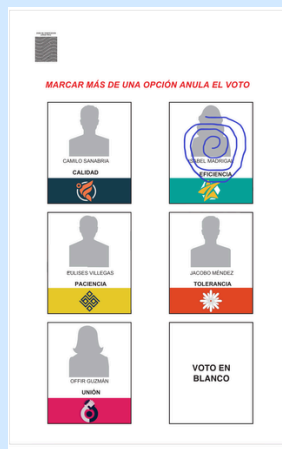 MARCAR MÁS DE UNA OPCIÓN ANULA EL VOTO
CAMILO SANABRIA
CALIDAD
ISABEL MADRIGAL
EFICIENCIA
EULISES VILLEGAS
PACIENCIA
JACOBO MÉNDEZ
TOLERANCIA
OFFIR GUZMÁN
UNIÓN
VOTO EN
BLANCO